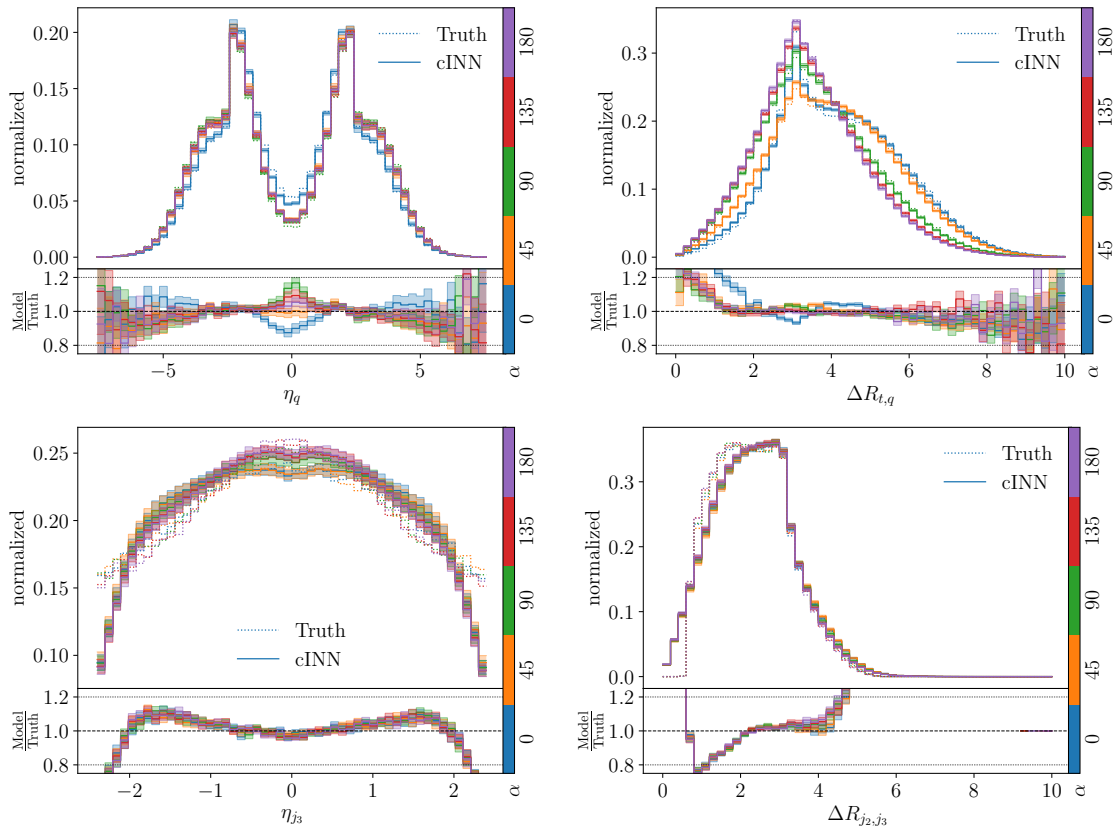 0.20
0.15
0.10
0.05
0.00
normalized
Truth
cINN
1.2
1.0
0.8
Model
Truth
−5
0
5
η_q
180
135
90
45
0
α
0.3
0.2
0.1
0.0
normalized
Truth
cINN
1.2
1.0
0.8
Model
Truth
0
2
4
6
8
10
ΔR_{t,q}
180
135
90
45
0
α
0.25
0.20
0.15
0.10
normalized
Truth
cINN
1.2
1.0
0.8
Model
Truth
−2
−1
0
1
2
η_{j_3}
180
135
90
45
0
α
0.3
0.2
0.1
0.0
normalized
Truth
cINN
1.2
1.0
0.8
Model
Truth
0
2
4
6
8
10
ΔR_{j_2,j_3}
180
135
90
45
0
α